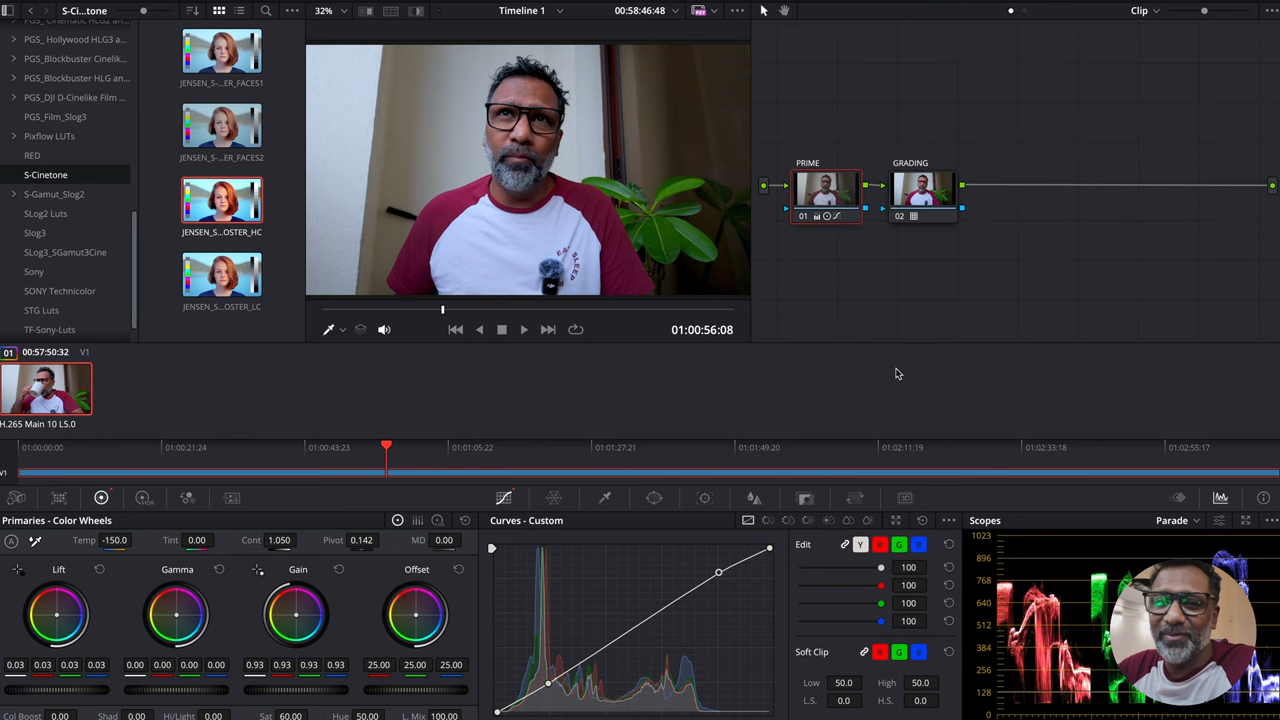 S-Ci...tone
32%
Timeline 1
00:58:46:48
Clip
PGS_ Cinematic HLG2 a...
PGS_ Hollywood HLG3 a...
PGS_Blockbuster Cinelik...
PGS_Blockbuster HLG an...
PGS_DJI D-Cinelike Film ...
PGS_Film_Slog3
Pixflow LUTs
RED
S-Cinetone
S-Gamut_Slog2
SLog2 Luts
Slog3
SLog3_SGamut3Cine
Sony
SONY Technicolor
STG Luts
TF-Sony-Luts
JENSEN_S-...ER_FACES1
JENSEN_S-...ER_FACES2
JENSEN_S...OSTER_HC
JENSEN_S...OSTER_LC
EAT
SLEEP
01:00:56:08
PRIME
01
GRADING
02
01 00:57:50:32 V1
H.265 Main 10 L5.0
01:00:00:00 01:00:21:24 01:00:43:23 01:01:05:22 01:01:27:21 01:01:49:20 01:02:11:19 01:02:33:18 01:02:55:17
V1
3D
Primaries - Color Wheels
Temp -150.0 Tint 0.00 Cont 1.050 Pivot 0.142 MD 0.00
Lift Gamma Gain Offset
0.03 0.03 0.03 0.03 0.00 0.00 0.00 0.00 0.93 0.93 0.93 0.93 25.00 25.00 25.00
Col Boost 0.00 Shad 0.00 Hi/Light 0.00 Sat 60.00 Hue 50.00 L. Mix 100.00
Curves - Custom
Edit Y R G B
100
100
100
100
Soft Clip R G B
Low 50.0 High 50.0
L.S. 0.0 H.S. 0.0
Scopes
Parade
1023
896
768
640
512
384
256
128
0